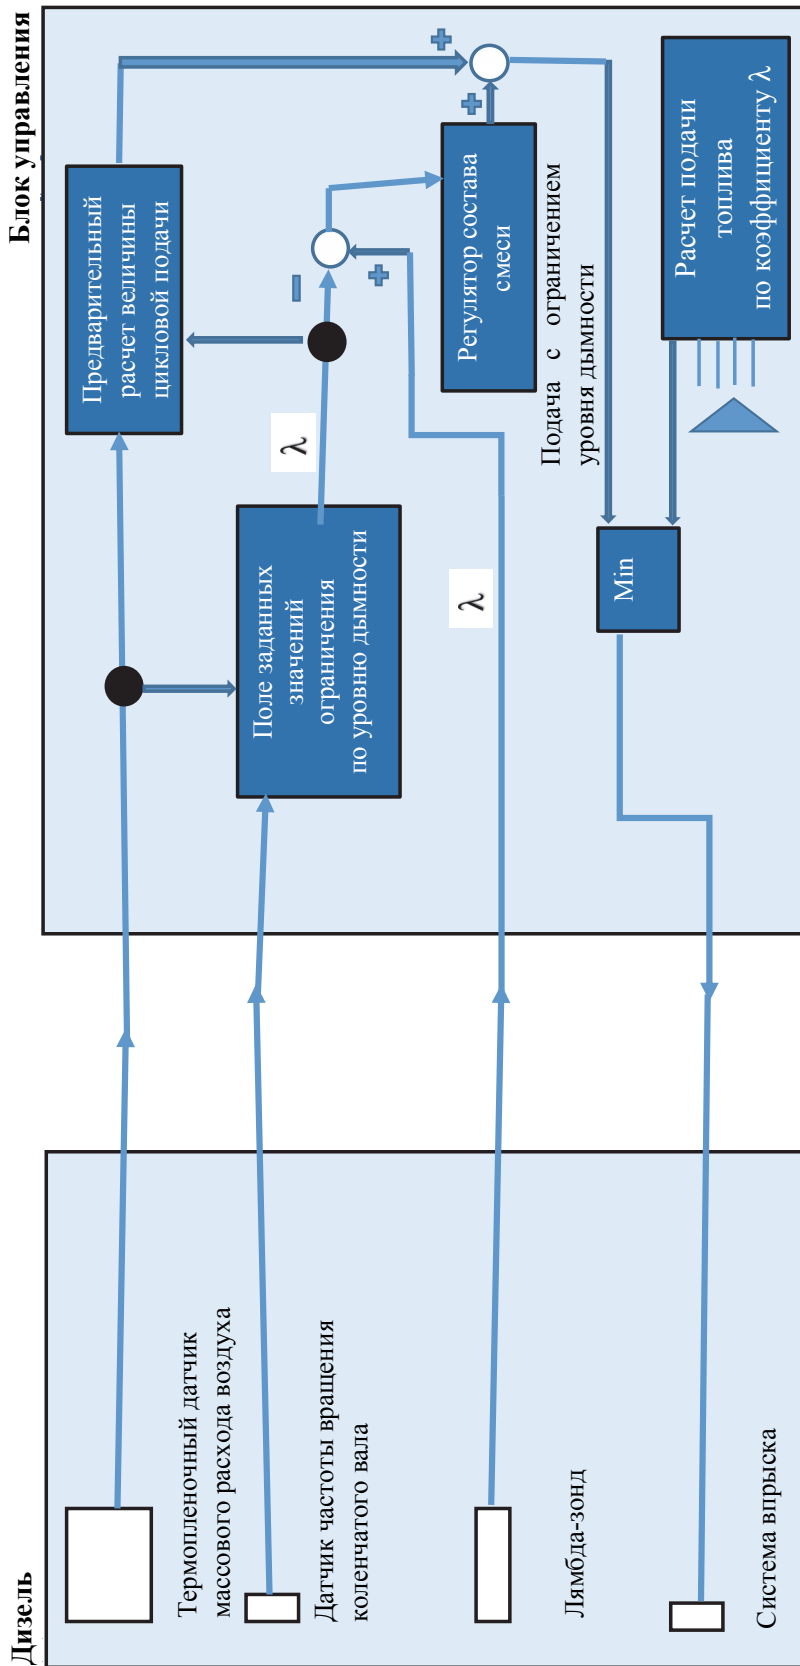 Дизель
Блок управления
Термопленочный датчик
массового расхода воздуха
Датчик частоты вращения
коленчатого вала
Лямбда-зонд
Система впрыска
Предварительный
расчет величины
цикловой подачи
Поле заданных
значений
ограничения
по уровню дымности
λ
λ
Регулятор состава
смеси
Подача с ограничением
уровня дымности
Min
Расчет подачи
топлива
по коэффициенту λ